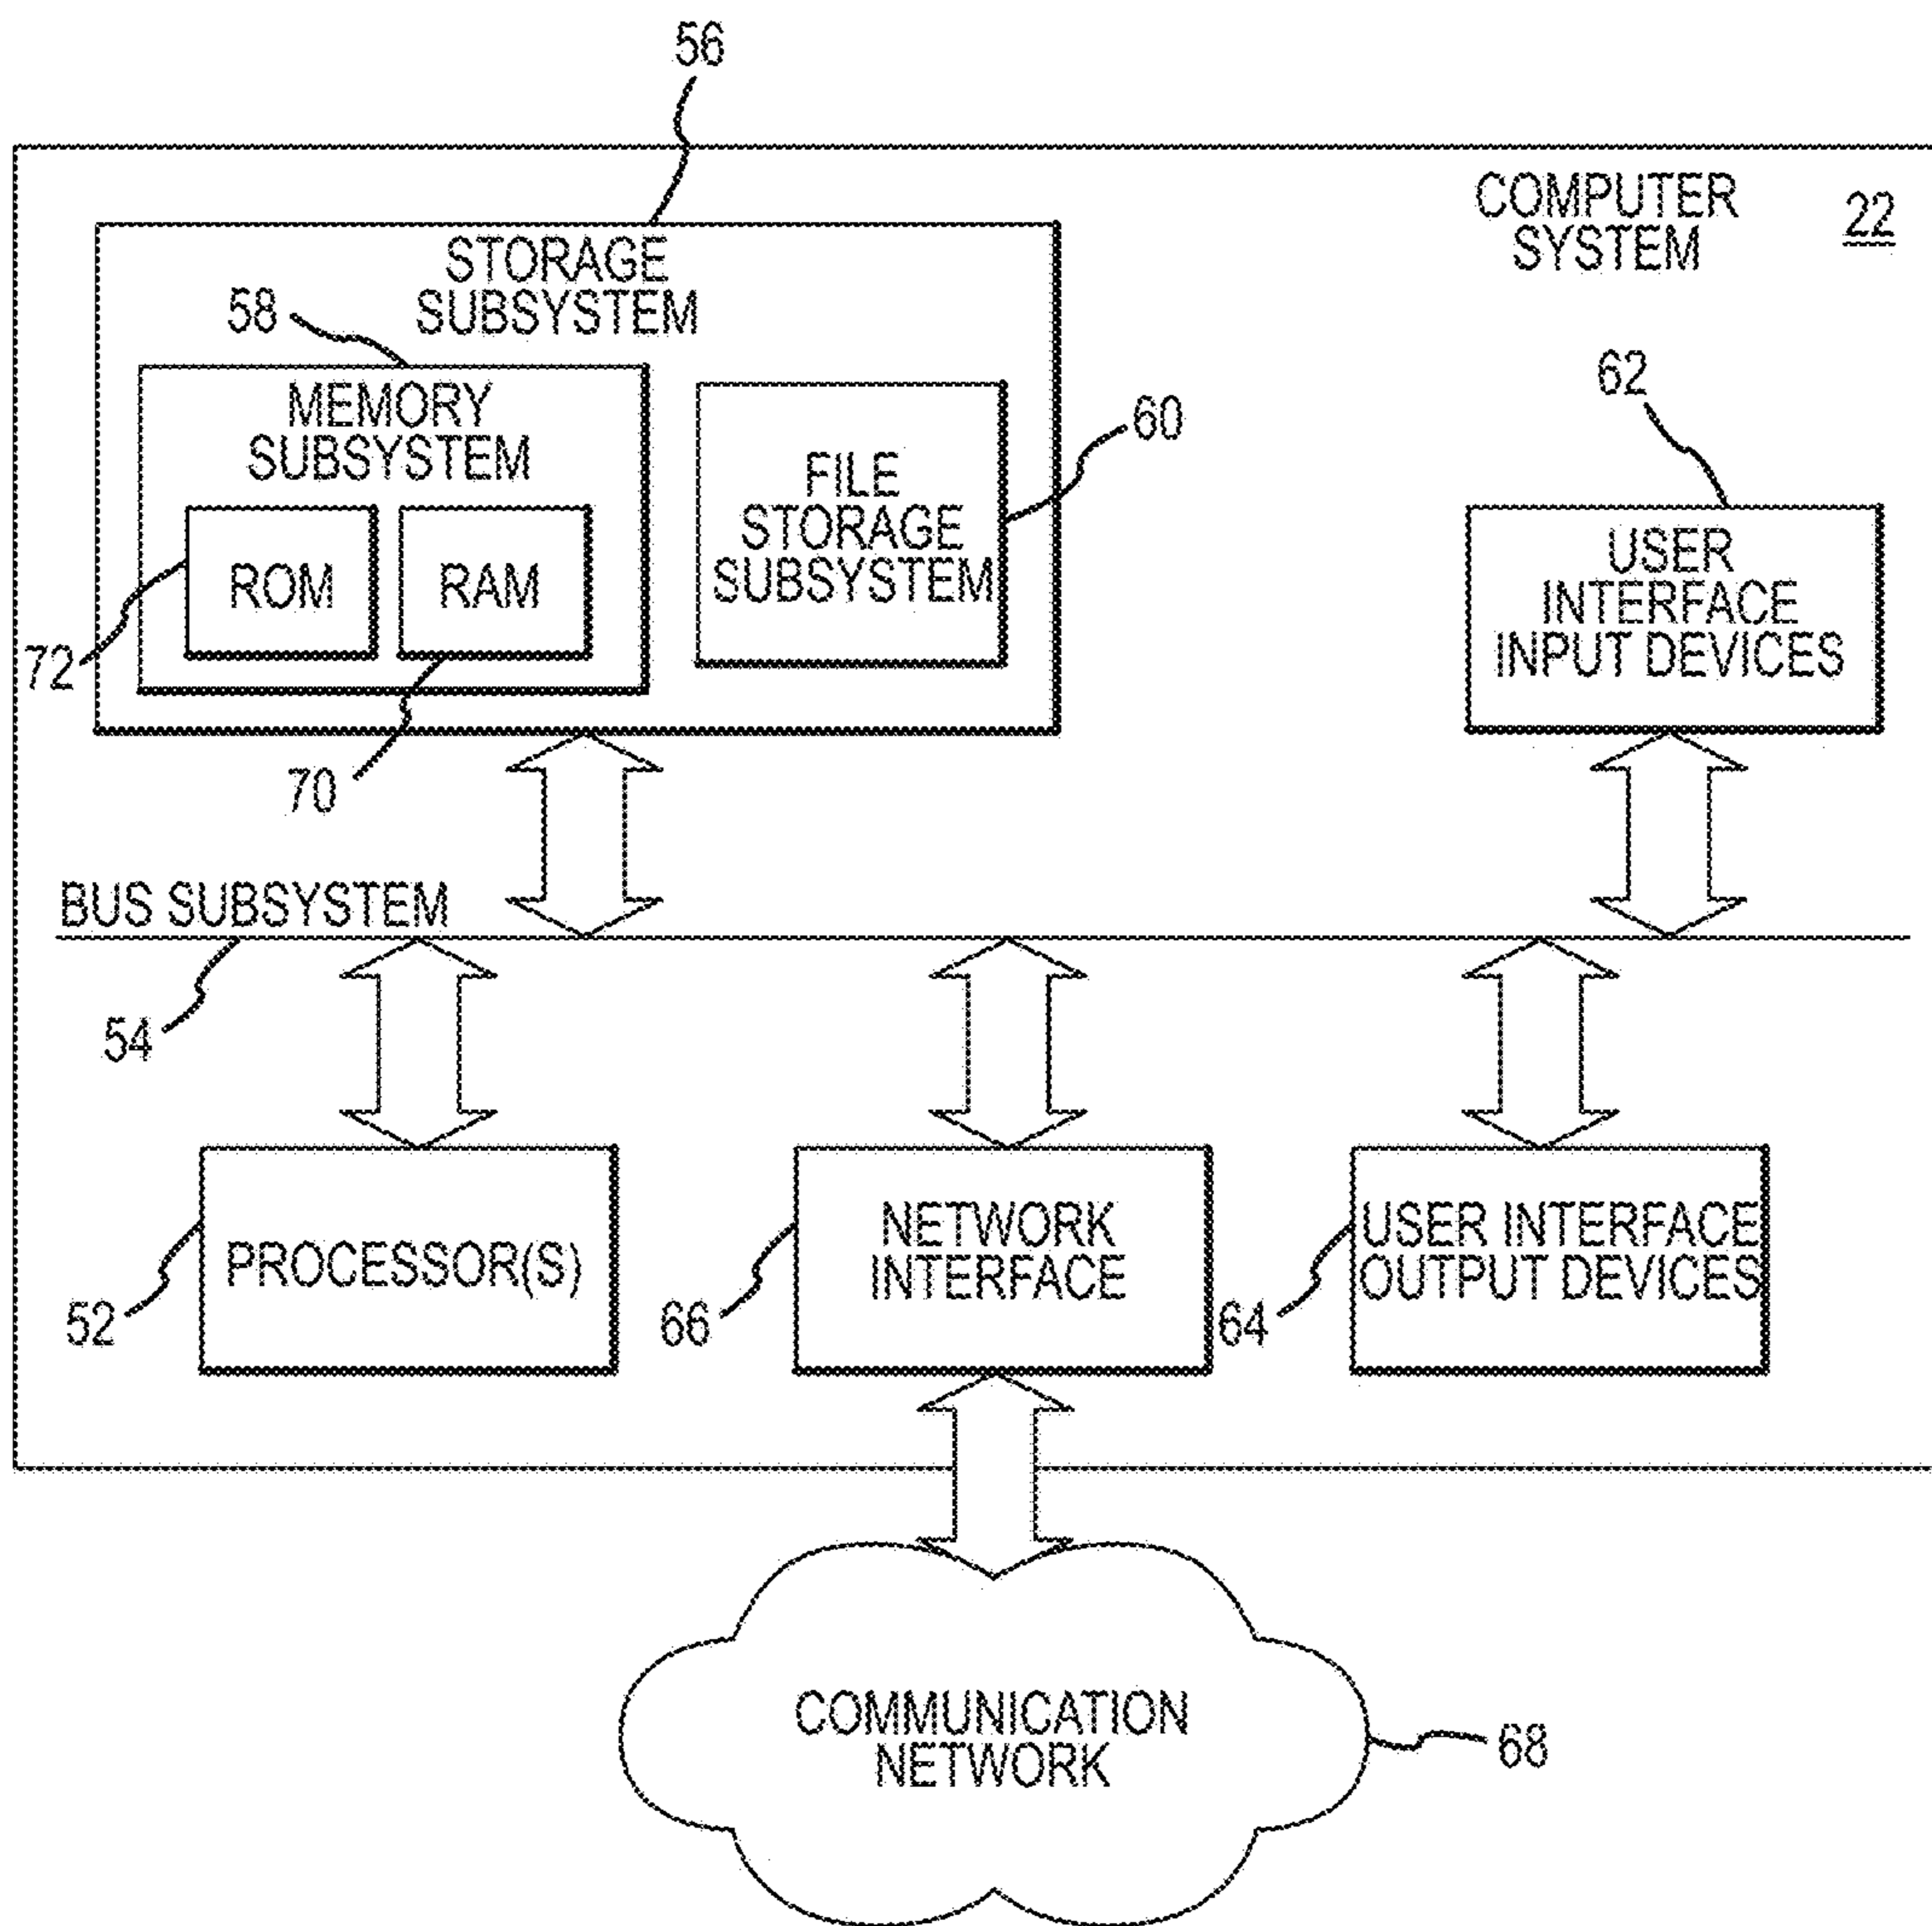 56
COMPUTER
SYSTEM
22
STORAGE
SUBSYSTEM
58
MEMORY
SUBSYSTEM
62
60
FILE
STORAGE
SUBSYSTEM
ROM
RAM
USER
INTERFACE
INPUT DEVICES
72
70
BUS SUBSYSTEM
54
PROCESSOR(S)
NETWORK
INTERFACE
USER INTERFACE
OUTPUT DEVICES
52
66
64
COMMUNICATION
NETWORK
68